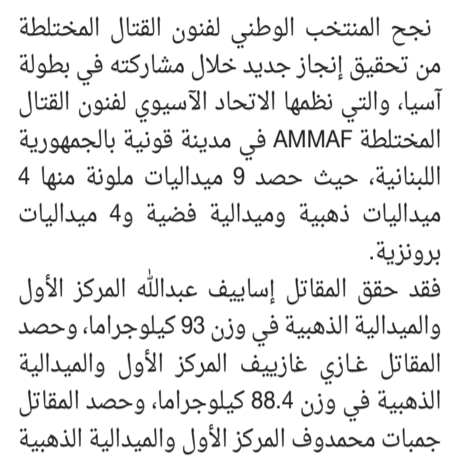 نجح المنتخب الوطني لفنون القتال المختلطة
من تحقيق إنجاز جديد خلال مشاركته في بطولة
آسيا، والتي نظمها الاتحاد الآسيوي لفنون القتال
المختلطة AMMAF في مدينة قونية بالجمهورية
اللبنانية، حيث حصد 9 ميداليات ملونة منها 4
ميداليات ذهبية وميدالية فضية و4 ميداليات
برونزية.
فقد حقق المقاتل إساييف عبدالله المركز الأول
والميدالية الذهبية في وزن 93 كيلوجراما، وحصد
المقاتل غازي غازييف المركز الأول والميدالية
الذهبية في وزن 88.4 كيلوجراما، وحصد المقاتل
جمبات محمدوف المركز الأول والميدالية الذهبية